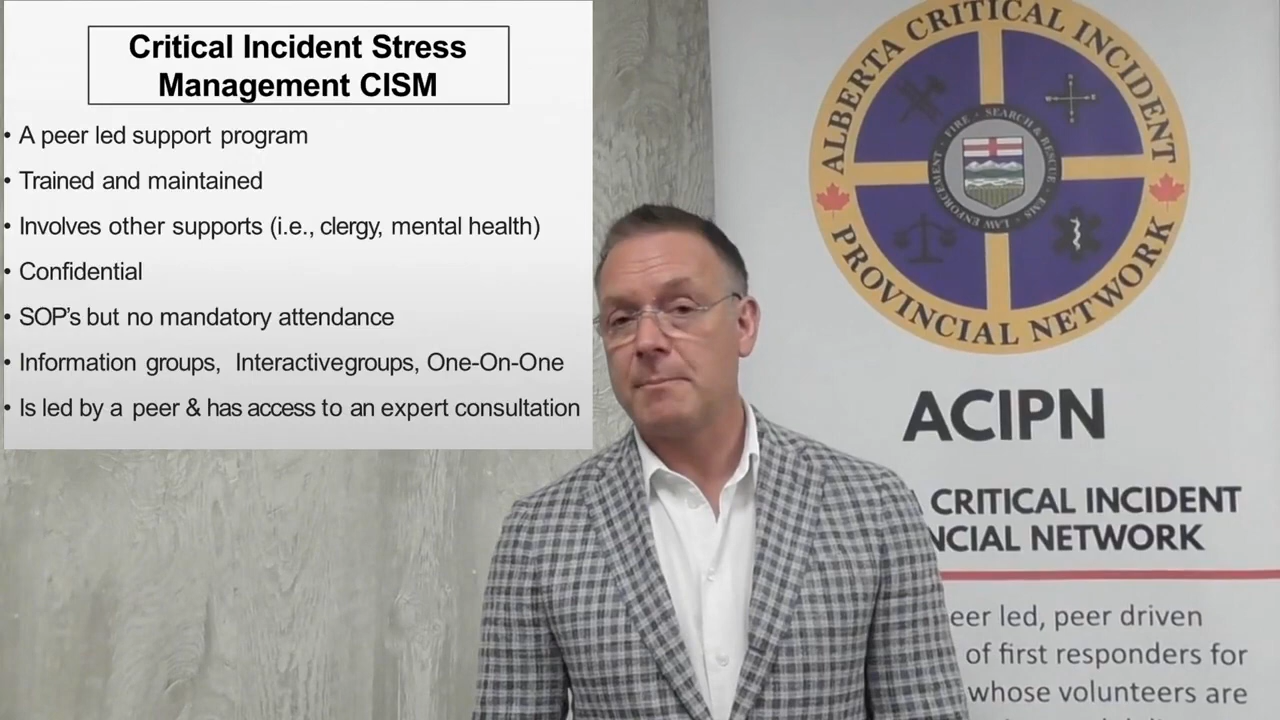 Critical Incident Stress
Management CISM
• A peer led support program
• Trained and maintained
• Involves other supports (i.e., clergy, mental health)
• Confidential
• SOP's but no mandatory attendance
• Information groups, Interactivegroups, One-On-One
• Is led by a peer & has access to an expert consultation
ALBERTA CRITICAL INCIDENT
PROVINCIAL NETWORK
FIRE · SEARCH & RESCUE · EMS · LAW ENFORCEMENT
ACIPN
CRITICAL INCIDENT
NCIAL NETWORK
eer led, peer driven
of first responders for
whose volunteers are